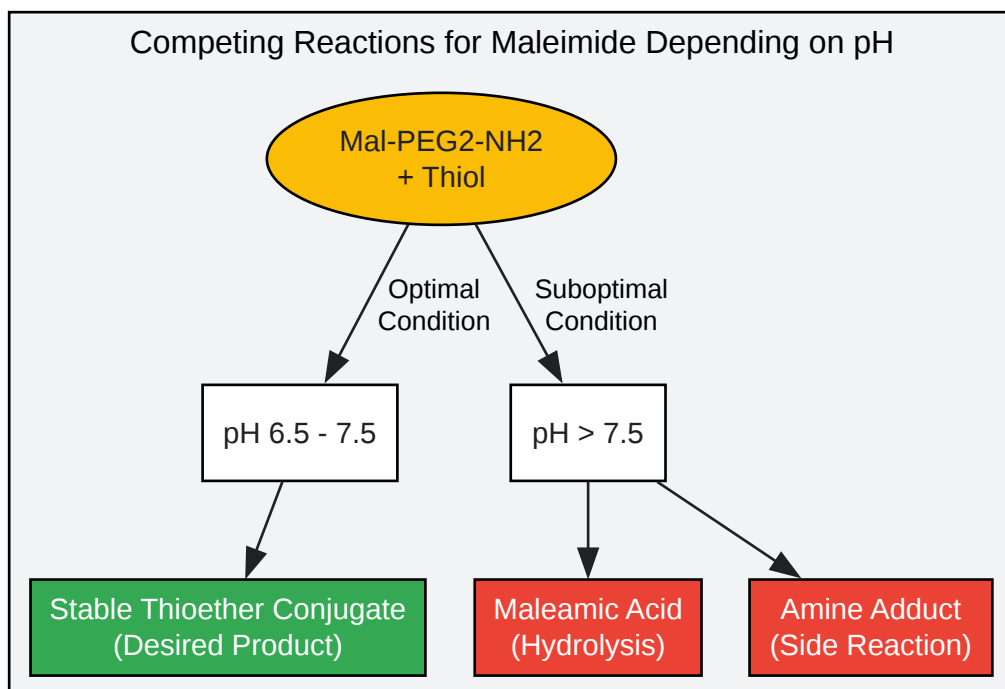 Competing Reactions for Maleimide Depending on pH
Mal-PEG2-NH2
+ Thiol
Optimal
Condition
Suboptimal
Condition
pH 6.5 - 7.5
pH > 7.5
Stable Thioether Conjugate
(Desired Product)
Maleamic Acid
(Hydrolysis)
Amine Adduct
(Side Reaction)